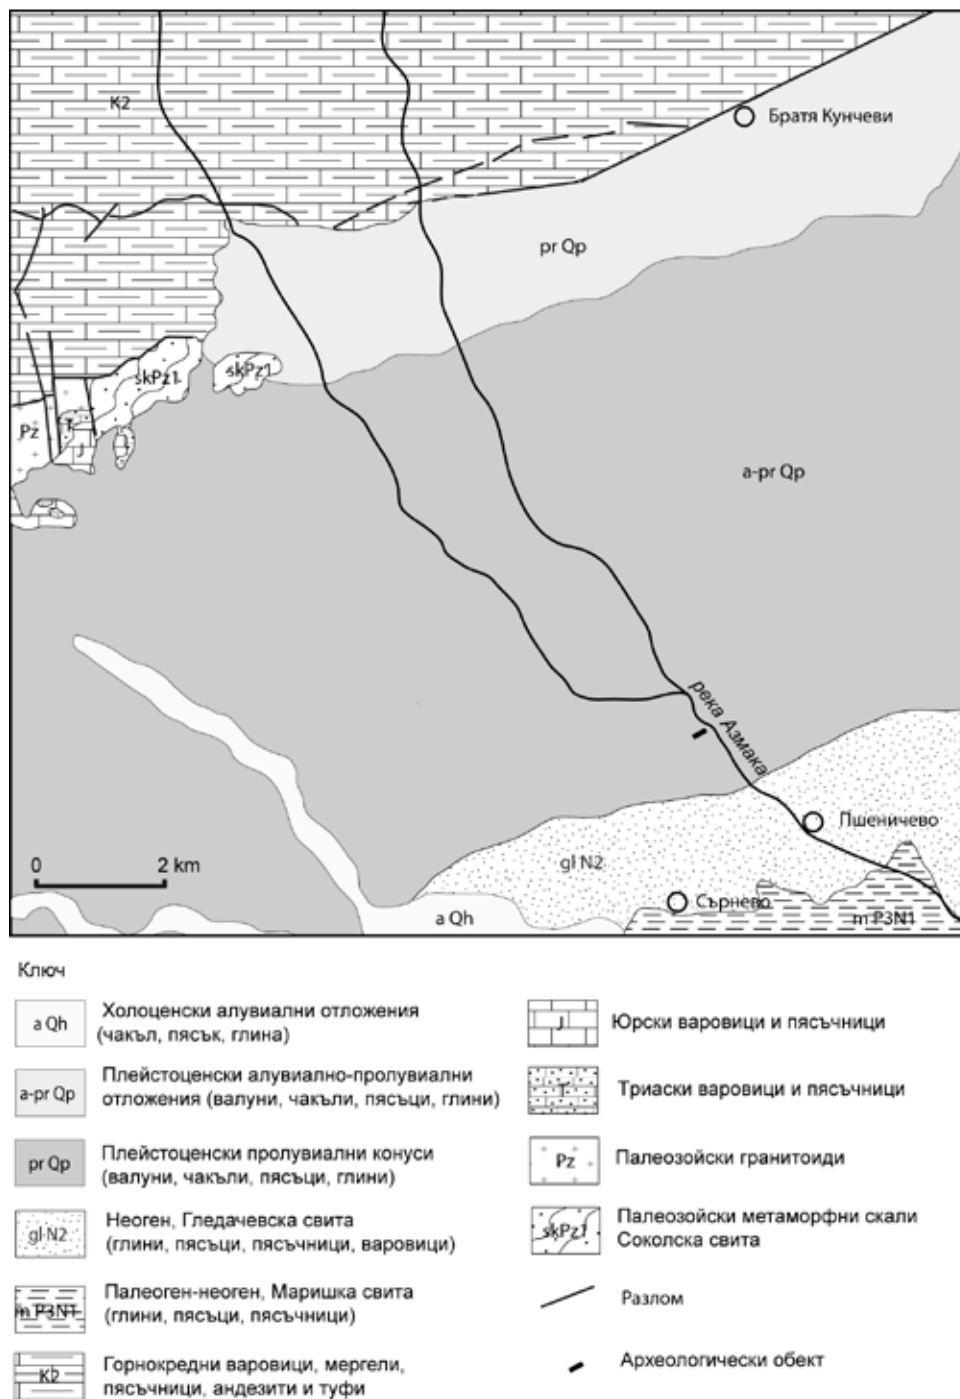 K2
Братя Кунчеви
pr Qp
skPz1
skPz1
Pz
T
J
a-pr Qp
река Азмака
0 2 km
Пшеничево
gl N2
Сърнево
a Qh
m P3N1
Ключ
a Qh
Холоценски алувиални отложения
(чакъл, пясък, глина)
a-pr Qp
Плейстоценски алувиално-пролувиални
отложения (валуни, чакъли, пясъци, глини)
pr Qp
Плейстоценски пролувиални конуси
(валуни, чакъли, пясъци, глини)
gl N2
Неоген, Гледачевска свита
(глини, пясъци, пясъчници, варовици)
m P3N1
Палеоген-неоген, Маришка свита
(глини, пясъци, пясъчници)
K2
Горнокредни варовици, мергели,
пясъчници, андезити и туфи
J
Юрски варовици и пясъчници
T
Триаски варовици и пясъчници
Pz
Палеозойски гранитоиди
skPz1
Палеозойски метаморфни скали
Соколска свита
Разлом
Археологически обект